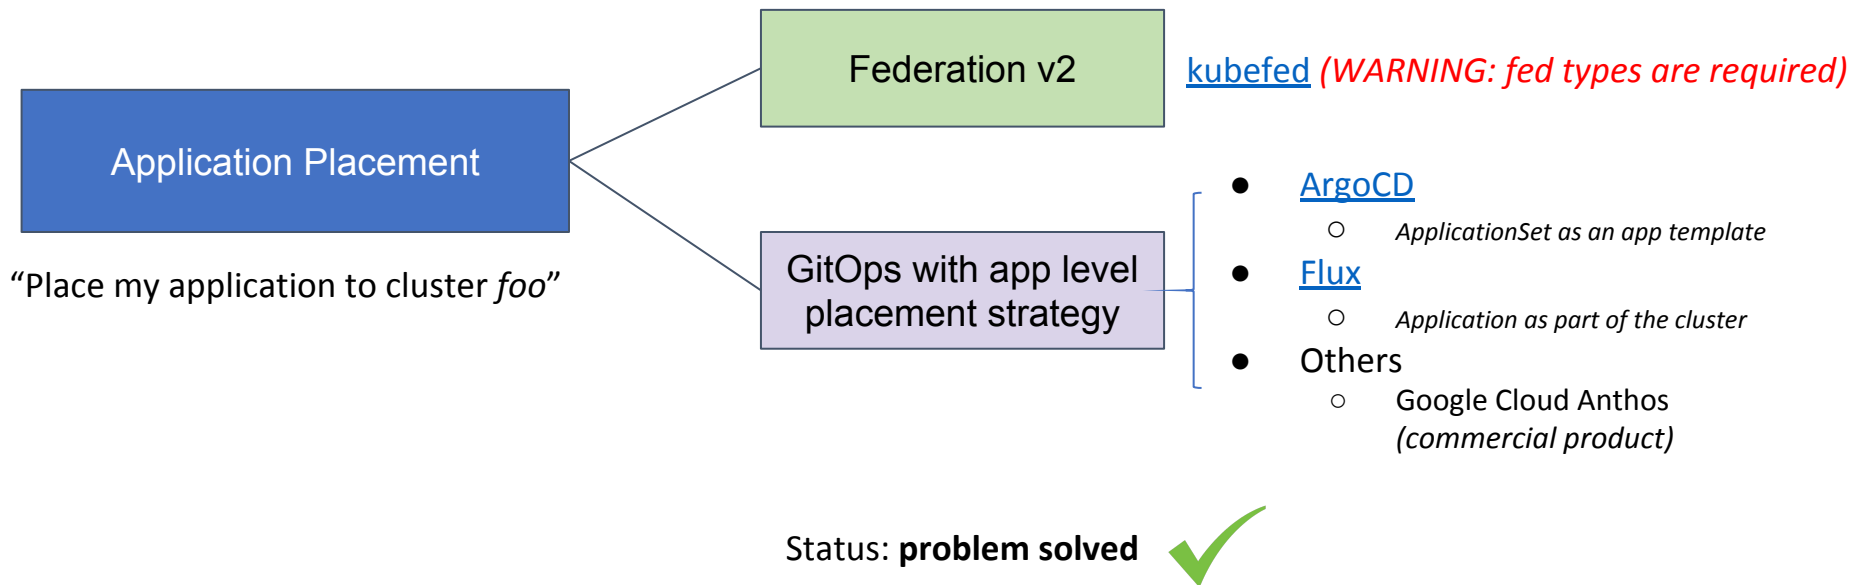 Federation v2
kubefed (WARNING: fed types are required)
Application Placement
“Place my application to cluster foo”
GitOps with app level
placement strategy
● ArgoCD
○ ApplicationSet as an app template
● Flux
○ Application as part of the cluster
● Others
○ Google Cloud Anthos
(commercial product)
Status: problem solved